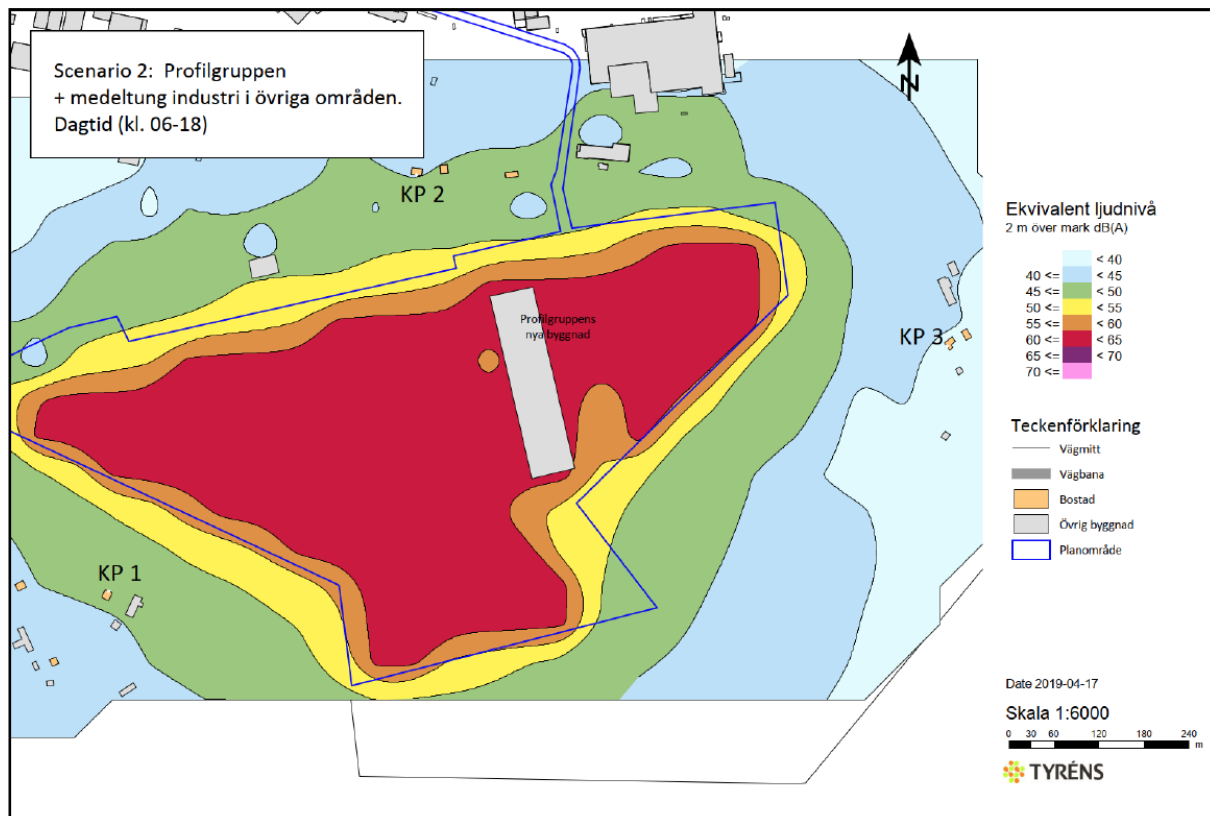 Scenario 2: Profilgruppen
+ medeltung industri i övriga områden.
Dagtid (kl. 06-18)
N
KP 2
Profilgruppens
nya byggnad
KP 3
KP 1
Ekvivalent ljudnivå
2 m över mark dB(A)
< 40
40 <= < 45
45 <= < 50
50 <= < 55
55 <= < 60
60 <= < 65
65 <= < 70
70 <=
Teckenförklaring
Vägmitt
Vägbana
Bostad
Övrig byggnad
Planområde
Date 2019-04-17
Skala 1:6000
0 30 60 120 180 240
m
TYRÉNS